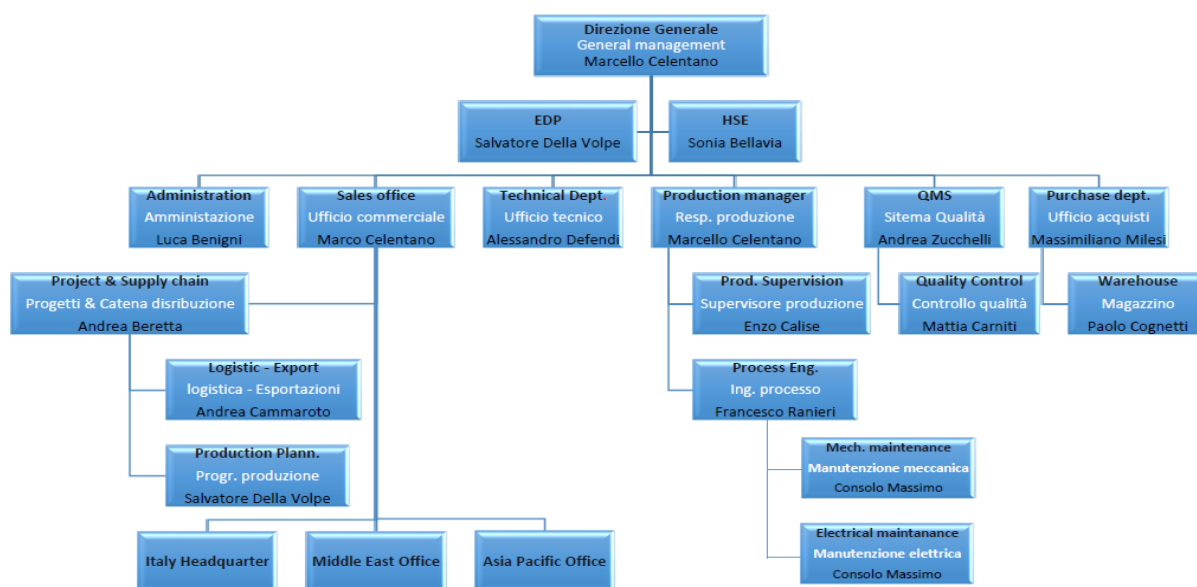 Direzione Generale
General management
Marcello Celentano
EDP
Salvatore Della Volpe
HSE
Sonia Bellavia
Administration
Amministazione
Luca Benigni
Sales office
Ufficio commerciale
Marco Celentano
Technical Dept.
Ufficio tecnico
Alessandro Defendi
Production manager
Resp. produzione
Marcello Celentano
QMS
Sitema Qualità
Andrea Zucchelli
Purchase dept.
Ufficio acquisti
Massimiliano Milesi
Project & Supply chain
Progetti & Catena disribuzione
Andrea Beretta
Prod. Supervision
Supervisore produzione
Enzo Calise
Quality Control
Controllo qualità
Mattia Carniti
Warehouse
Magazzino
Paolo Cognetti
Logistic - Export
logistica - Esportazioni
Andrea Cammaroto
Process Eng.
Ing. processo
Francesco Ranieri
Production Plann.
Progr. produzione
Salvatore Della Volpe
Mech. maintenance
Manutenzione meccanica
Consolo Massimo
Electrical maintanance
Manutenzione elettrica
Consolo Massimo
Italy Headquarter
Middle East Office
Asia Pacific Office